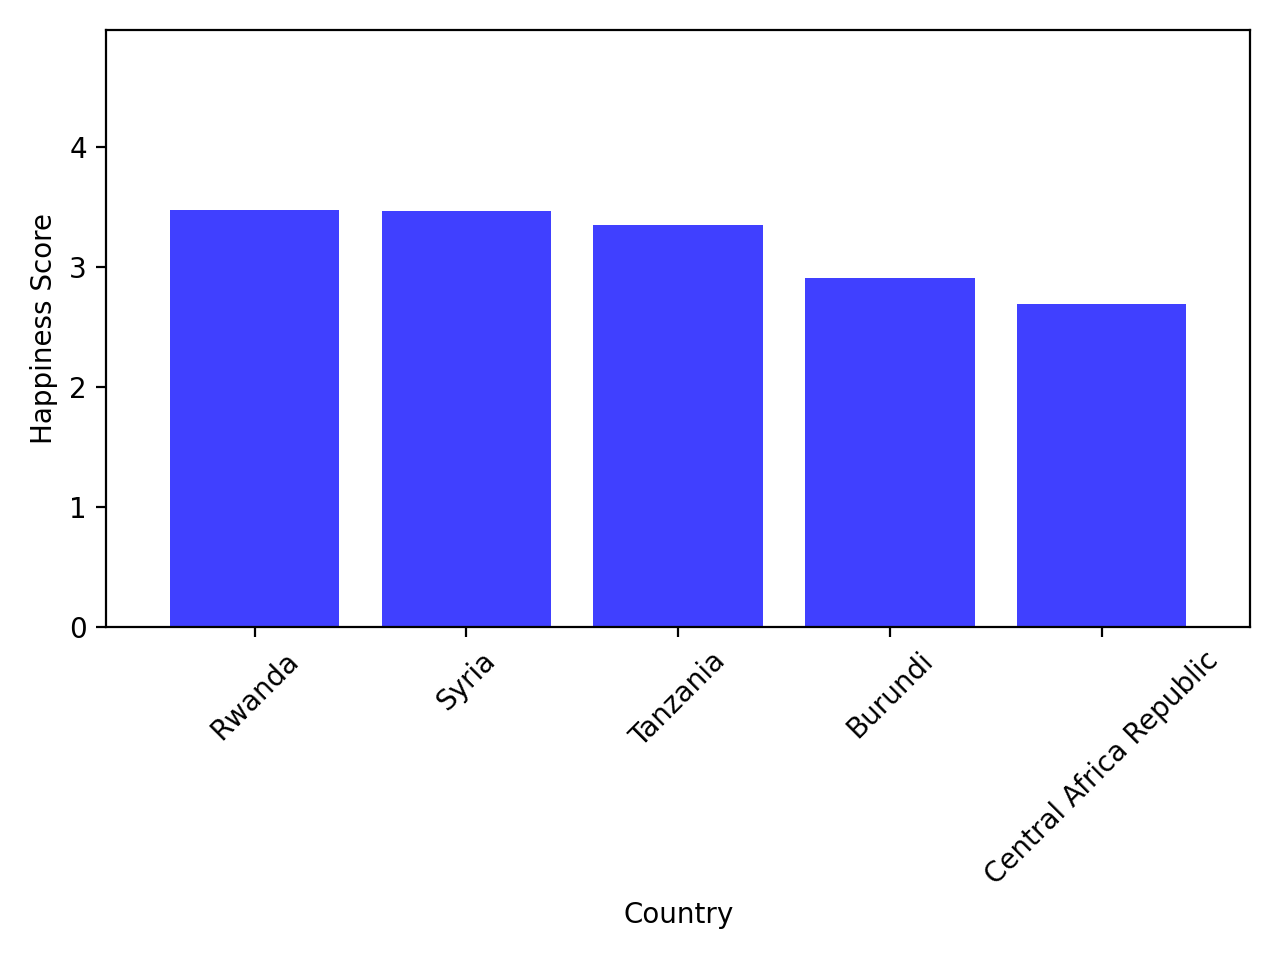 Happiness Score
4
3
2
1
0
Rwanda
Syria
Tanzania
Burundi
Central Africa Republic
Country